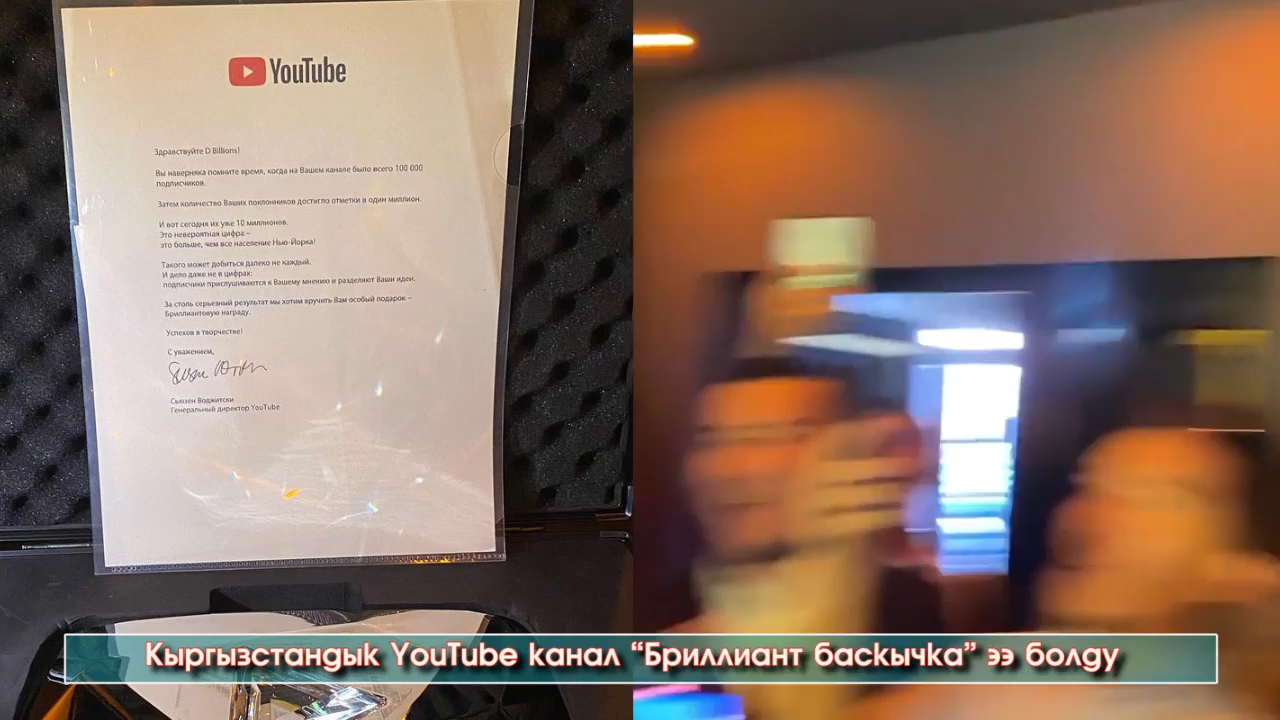 YouTube
Здравствуйте D Billions!
Вы наверняка помните время, когда на Вашем канале было всего 100 000
подписчиков.
Затем количество Ваших поклонников достигло отметки в один миллион.
И вот сегодня их уже 10 миллионов.
Это невероятная цифра –
это больше, чем все население Нью-Йорка!
Такого может добиться далеко не каждый.
И дело даже не в цифрах:
подписчики прислушиваются к Вашему мнению и разделяют Ваши идеи.
За столь серьезный результат мы хотим вручить Вам особый подарок –
Бриллиантовую награду.
Успехов в творчестве!
С уважением,
Сьюзен Воджитски
Генеральный директор YouTube
Кыргызстандык YouTube канал “Бриллиант баскычка” ээ болду